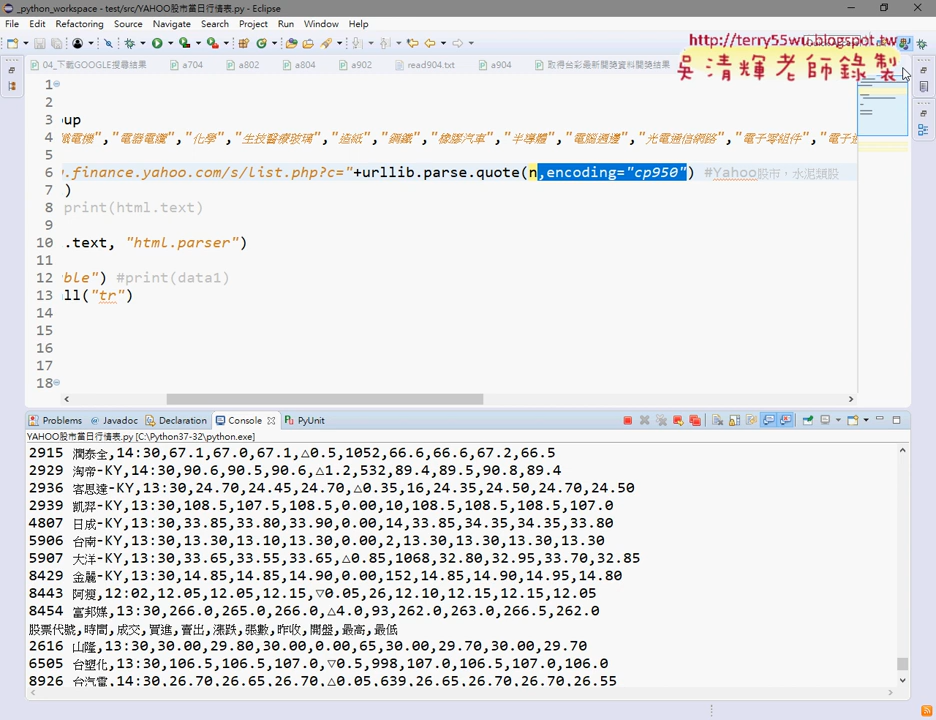 _python_workspace - test/src/YAHOO股市當日行情表.py - Eclipse
File Edit Refactoring Source Navigate Search Project Run Window Help
http://terry55wu.blogspot.tw
吳清輝老師錄製
04_下載GOOGLE搜尋結果 a704 a802 a804 a902 read904.txt a904
1
2
3 up
4 "電器電纜","化學","生技醫療玻璃","造紙","鋼鐵","橡膠汽車","半導體","電腦週邊","光電通信網路","電子零組件",
5
6 .finance.yahoo.com/s/list.php?c="+urllib.parse.quote(n,encoding="cp950") #Yahoo股市，水泥類股
7 )
8 print(html.text)
9
10 .text, "html.parser")
11
12 ble") #print(data1)
13 ll("tr")
14
15
16
17
18
Problems Javadoc Declaration Console PyUnit
YAHOO股市當日行情表.py [C:\Python37-32\python.exe]
2915 潤泰全,14:30,67.1,67.0,67.1,△0.5,1052,66.6,66.6,67.2,66.5
2929 淘帝-KY,14:30,90.6,90.5,90.6,△1.2,532,89.4,89.5,90.8,89.4
2936 客思達-KY,13:30,24.70,24.45,24.70,△0.35,16,24.35,24.50,24.70,24.50
2939 凱羿-KY,13:30,108.5,107.5,108.5,0.00,10,108.5,108.5,108.5,107.0
4807 日成-KY,13:30,33.85,33.80,33.90,0.00,14,33.85,34.35,34.35,33.80
5906 台南-KY,13:30,13.30,13.10,13.30,0.00,2,13.30,13.30,13.30,13.30
5907 大洋-KY,13:30,33.65,33.55,33.65,△0.85,1068,32.80,32.95,33.70,32.85
8429 金麗-KY,13:30,14.85,14.85,14.90,0.00,152,14.85,14.90,14.95,14.80
8443 阿瘦,12:02,12.05,12.05,12.15,▽0.05,26,12.10,12.15,12.15,12.05
8454 富邦媒,13:30,266.0,265.0,266.0,△4.0,93,262.0,263.0,266.5,262.0
股票代號,時間,成交,買進,賣出,漲跌,張數,昨收,開盤,最高,最低
2616 山隆,13:30,30.00,29.80,30.00,0.00,65,30.00,29.70,30.00,29.70
6505 台塑化,13:30,106.5,106.5,107.0,▽0.5,998,107.0,106.5,107.0,106.0
8926 台汽電,14:30,26.70,26.65,26.70,△0.05,639,26.65,26.70,26.70,26.55